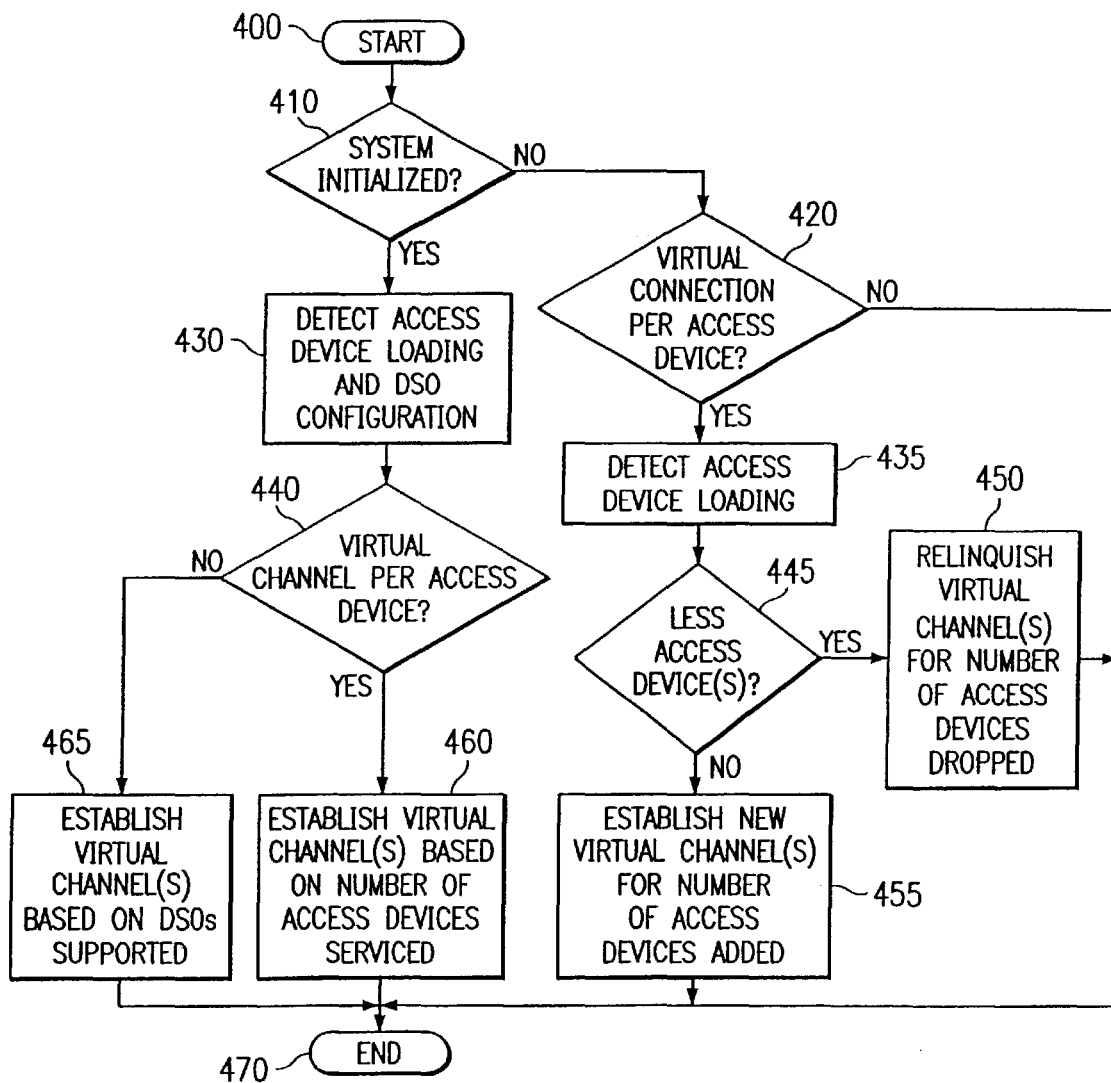 400
START
410
SYSTEM
INITIALIZED?
NO
YES
420
VIRTUAL
CONNECTION
PER ACCESS
DEVICE?
NO
YES
430
DETECT ACCESS
DEVICE LOADING
AND DSO
CONFIGURATION
435
DETECT ACCESS
DEVICE LOADING
440
VIRTUAL
CHANNEL PER ACCESS
DEVICE?
NO
YES
445
LESS
ACCESS
DEVICE(S)?
YES
NO
450
RELINQUISH
VIRTUAL
CHANNEL(S)
FOR NUMBER
OF ACCESS
DEVICES
DROPPED
465
ESTABLISH
VIRTUAL
CHANNEL(S)
BASED ON DSOs
SUPPORTED
460
ESTABLISH VIRTUAL
CHANNEL(S) BASED
ON NUMBER OF
ACCESS DEVICES
SERVICED
ESTABLISH NEW
VIRTUAL CHANNEL(S)
FOR NUMBER
OF ACCESS
DEVICES ADDED
455
470
END